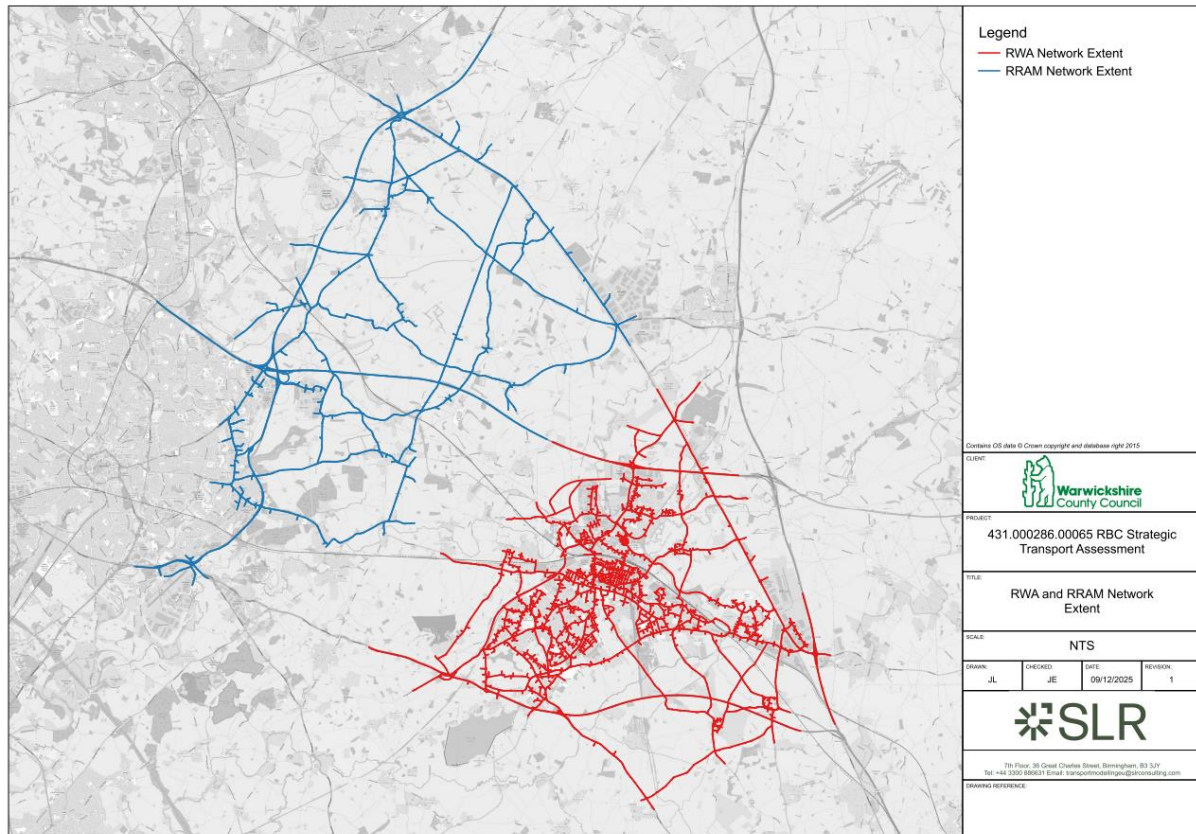 Legend
RWA Network Extent
RRAM Network Extent
Contains OS data © Crown copyright and database right 2015
CLIENT:
Warwickshire
County Council
PROJECT:
431.000286.00065 RBC Strategic
Transport Assessment
TITLE:
RWA and RRAM Network
Extent
SCALE:
NTS
DRAWN: CHECKED: DATE: REVISION:
JL JE 09/12/2025 1
SLR
7th Floor, 36 Great Charles Street, Birmingham, B3 3JY
Tel: +44 3300 886631 Email: transportmodellingeu@slrconsulting.com
DRAWING REFERENCE: